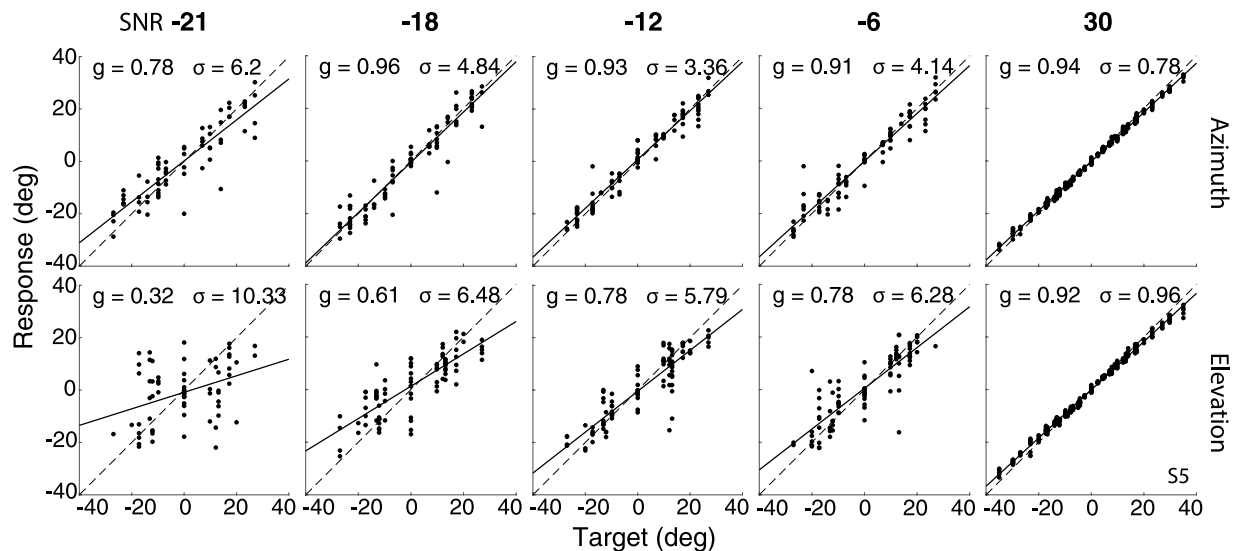 SNR -21 -18 -12 -6 30
40 g = 0.78 σ = 6.2 g = 0.96 σ = 4.84 g = 0.93 σ = 3.36 g = 0.91 σ = 4.14 g = 0.94 σ = 0.78
20
0
-20
-40
Azimuth
Response (deg)
40 g = 0.32 σ = 10.33 g = 0.61 σ = 6.48 g = 0.78 σ = 5.79 g = 0.78 σ = 6.28 g = 0.92 σ = 0.96
20
0
-20
-40
Elevation
S5
-40 -20 0 20 40 -40 -20 0 20 40 -40 -20 0 20 40 -40 -20 0 20 40 -40 -20 0 20 40
Target (deg)